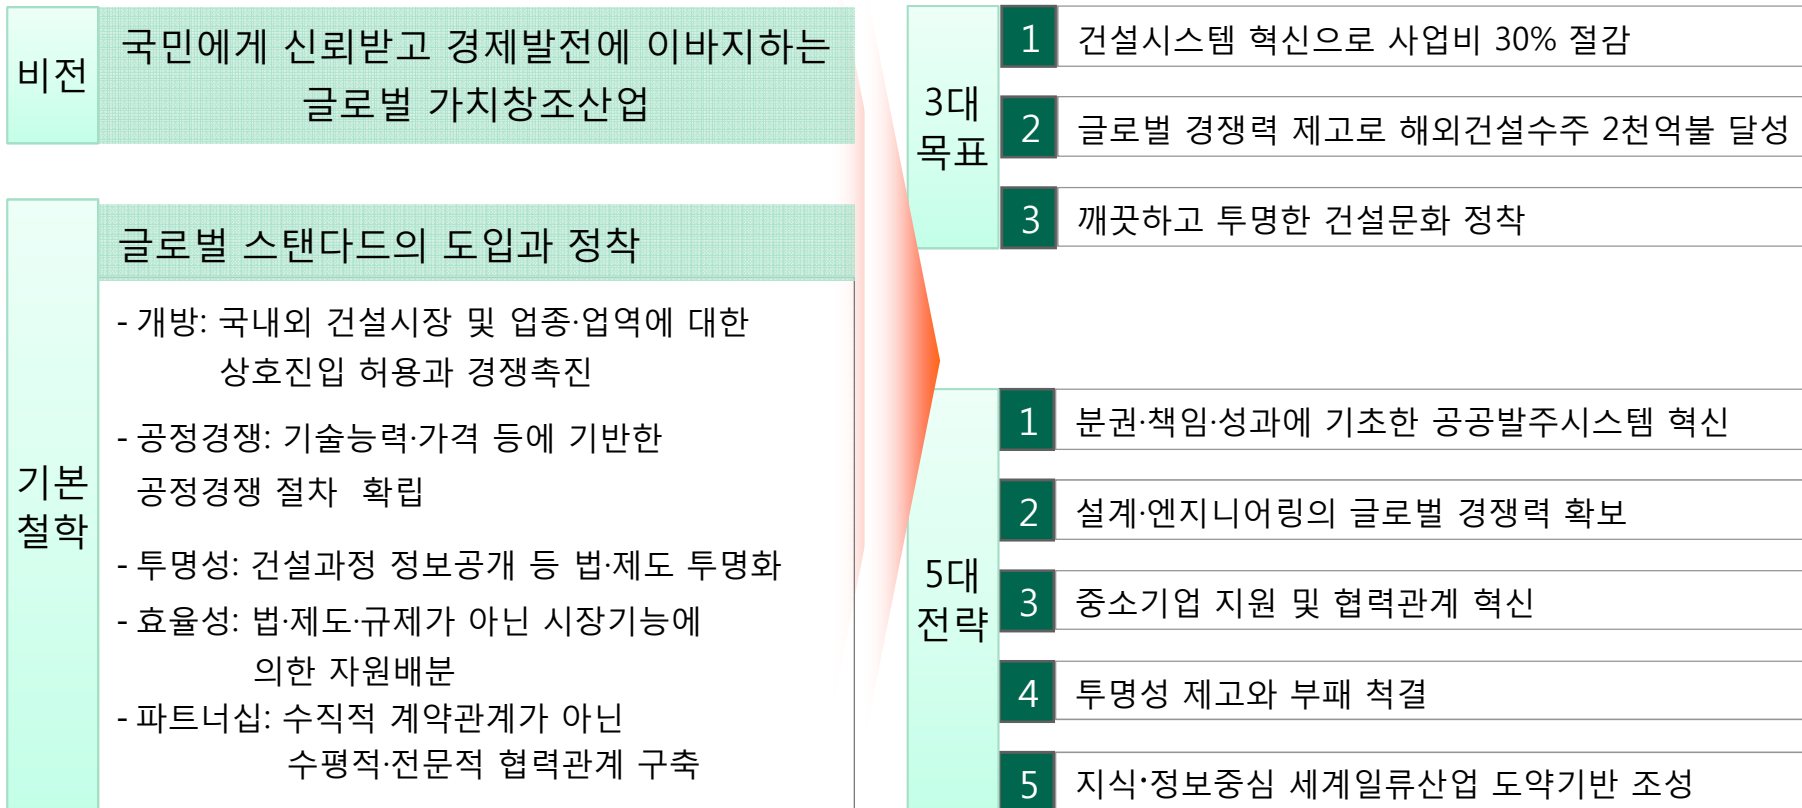 비전
국민에게 신뢰받고 경제발전에 이바지하는
글로벌 가치창조산업
기본
철학
글로벌 스탠다드의 도입과 정착
- 개방: 국내외 건설시장 및 업종·업역에 대한
상호진입 허용과 경쟁촉진
- 공정경쟁: 기술능력·가격 등에 기반한
공정경쟁 절차 확립
- 투명성: 건설과정 정보공개 등 법·제도 투명화
- 효율성: 법·제도·규제가 아닌 시장기능에
의한 자원배분
- 파트너십: 수직적 계약관계가 아닌
수평적·전문적 협력관계 구축
3대
목표
1 건설시스템 혁신으로 사업비 30% 절감
2 글로벌 경쟁력 제고로 해외건설수주 2천억불 달성
3 깨끗하고 투명한 건설문화 정착
5대
전략
1 분권·책임·성과에 기초한 공공발주시스템 혁신
2 설계·엔지니어링의 글로벌 경쟁력 확보
3 중소기업 지원 및 협력관계 혁신
4 투명성 제고와 부패 척결
5 지식·정보중심 세계일류산업 도약기반 조성